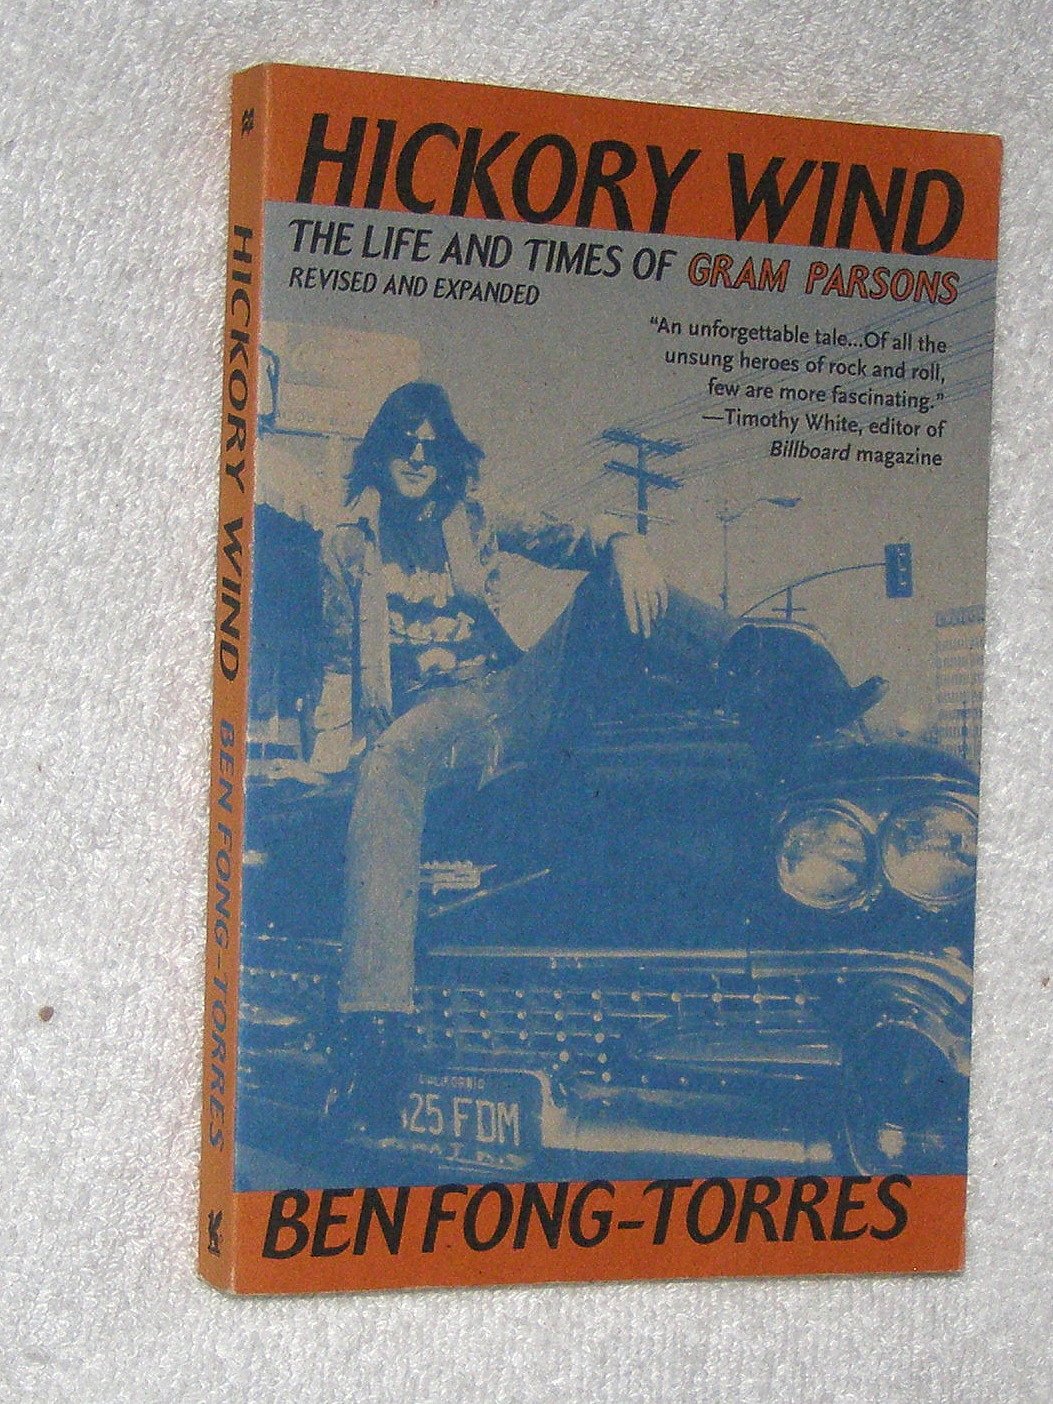 HICKORY WIND
THE LIFE AND TIMES OF GRAM PARSONS
REVISED AND EXPANDED
"An unforgettable tale...Of all the
unsung heroes of rock and roll,
few are more fascinating."
—Timothy White, editor of
Billboard magazine
CALIFORNIA
625 FDM
BEN FONG-TORRES
HICKORY WIND BEN FONG-TORRES